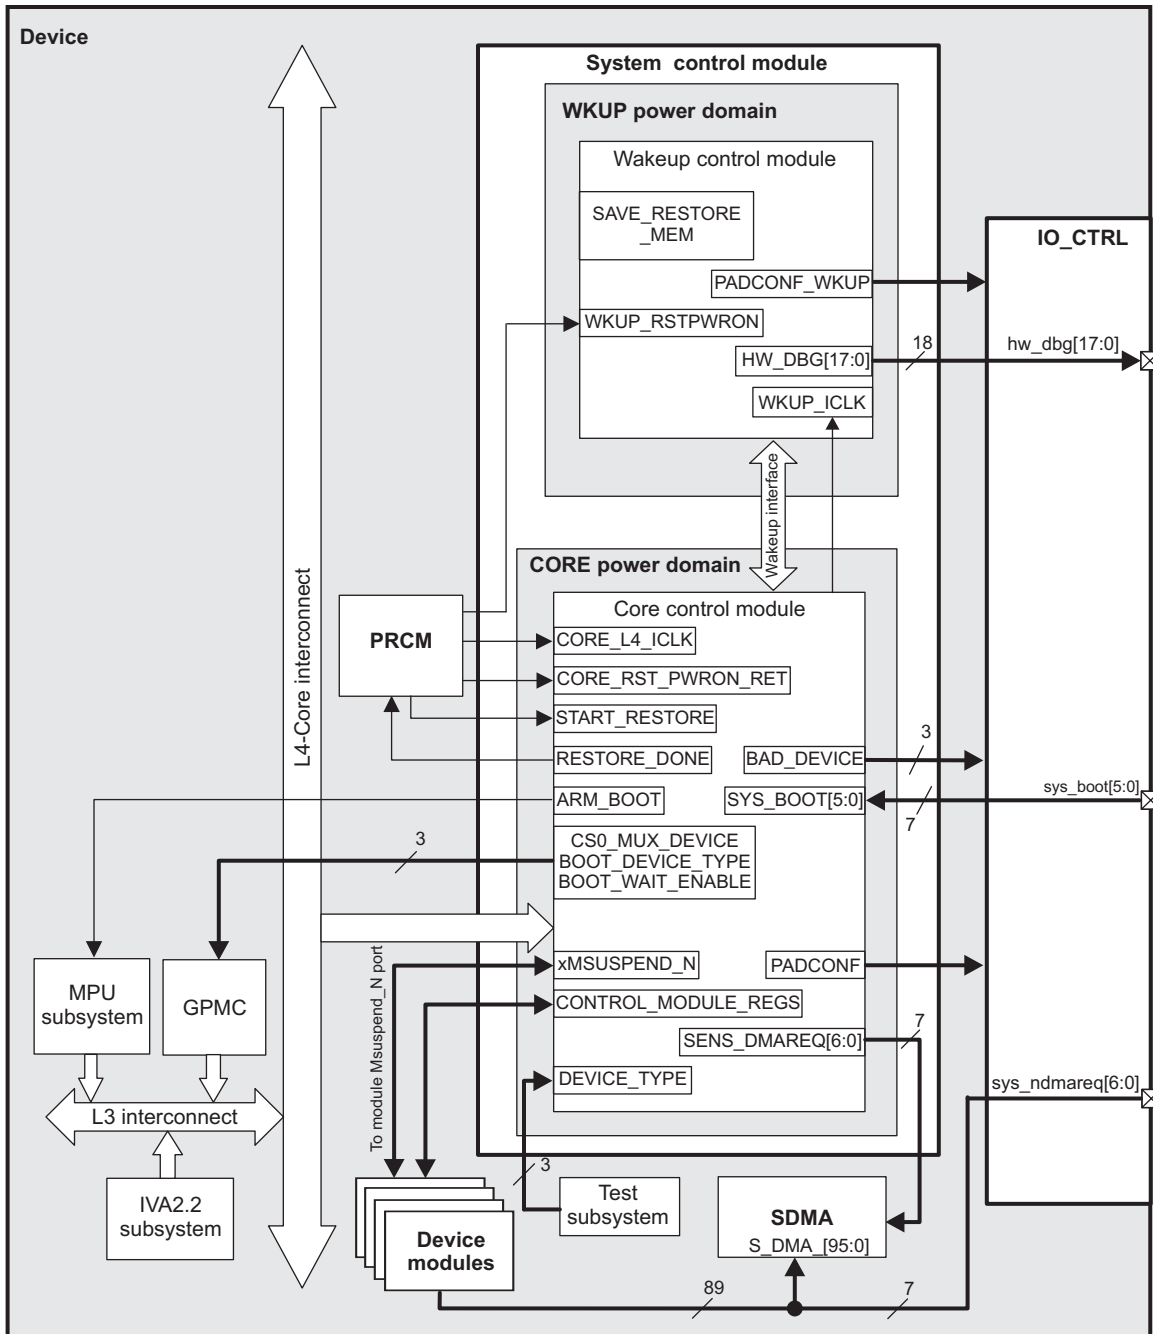 Device
System control module
WKUP power domain
Wakeup control module
SAVE_RESTORE
_MEM
IO_CTRL
PADCONF_WKUP
WKUP_RSTPWRON
18
hw_dbg[17:0]
HW_DBG[17:0]
WKUP_ICLK
Wakeup interface
CORE power domain
Core control module
L4-Core interconnect
PRCM
CORE_L4_ICLK
CORE_RST_PWRON_RET
START_RESTORE
RESTORE_DONE
BAD_DEVICE
3
ARM_BOOT
SYS_BOOT[5:0]
7
sys_boot[5:0]
3
CS0_MUX_DEVICE
BOOT_DEVICE_TYPE
BOOT_WAIT_ENABLE
To module Msuspend_N port
xMSUSPEND_N
PADCONF
MPU
subsystem
GPMC
CONTROL_MODULE_REGS
SENS_DMAREQ[6:0]
7
DEVICE_TYPE
sys_ndmareq[6:0]
L3 interconnect
3
IVA2.2
subsystem
Test
subsystem
SDMA
S_DMA_[95:0]
Device
modules
89
7